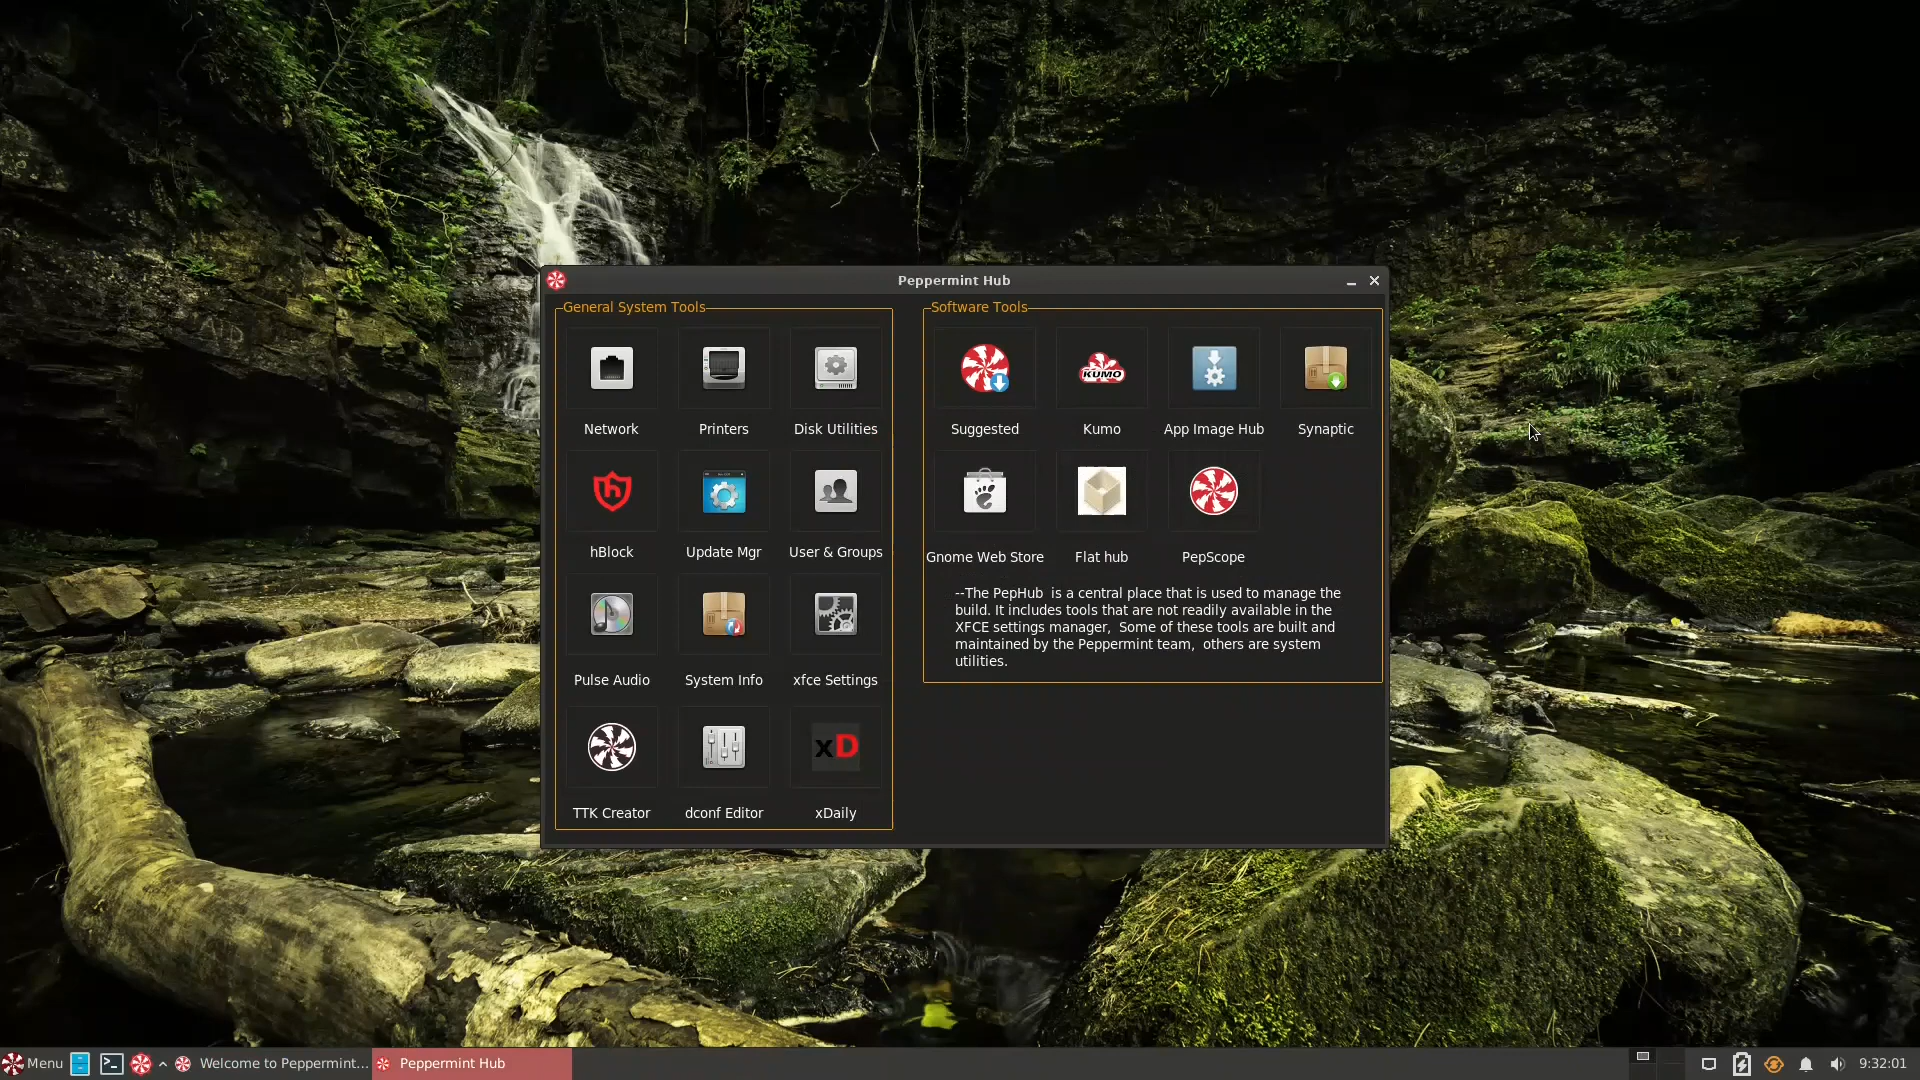 Peppermint Hub
General System Tools
Network Printers Disk Utilities
hBlock Update Mgr User & Groups
Pulse Audio System Info xfce Settings
xD
TTK Creator dconf Editor xDaily
Software Tools
KUMO
Suggested Kumo App Image Hub Synaptic
Gnome Web Store Flat hub PepScope
--The PepHub is a central place that is used to manage the
build. It includes tools that are not readily available in the
XFCE settings manager, Some of these tools are built and
maintained by the Peppermint team, others are system
utilities.
Menu Welcome to Peppermint... Peppermint Hub 9:32:01